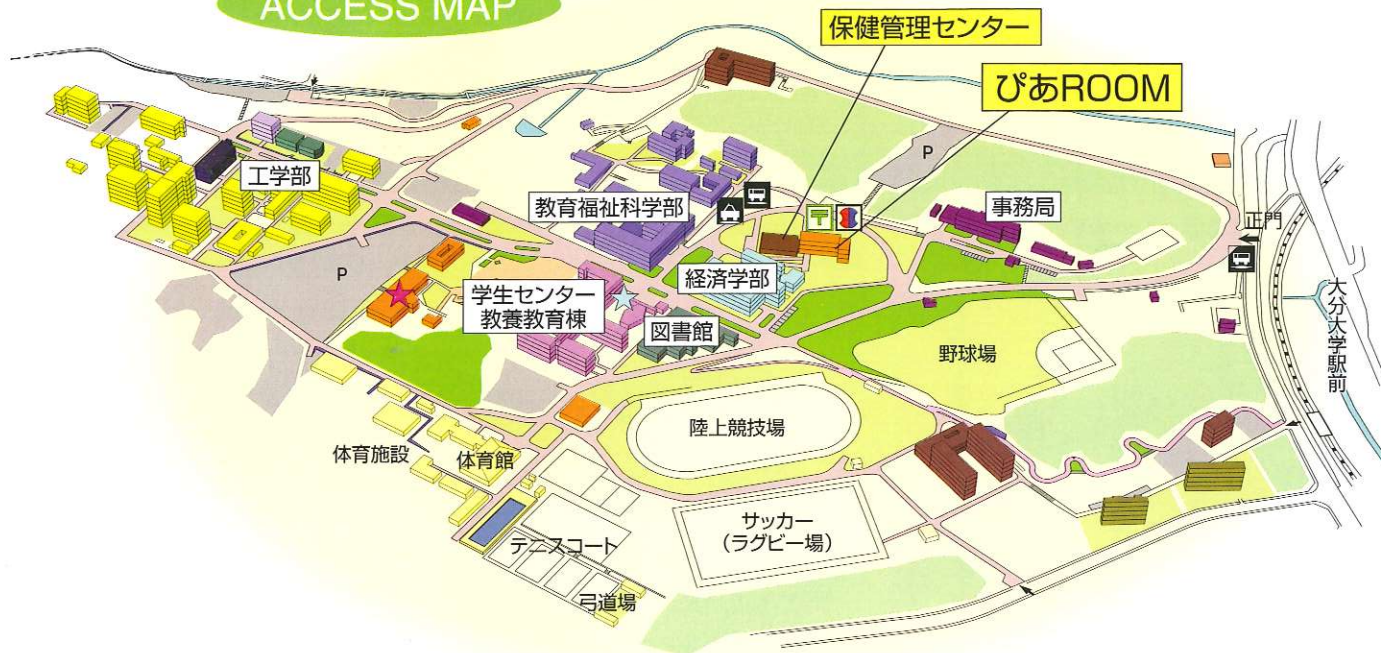 ACCESS MAP
保健管理センター
ぴあROOM
P
工学部
教育福祉科学部
事務局
正門
P
学生センター
教養教育棟
経済学部
図書館
大分大学駅前
野球場
陸上競技場
体育施設
体育館
サッカー
(ラグビー場)
テニスコート
弓道場